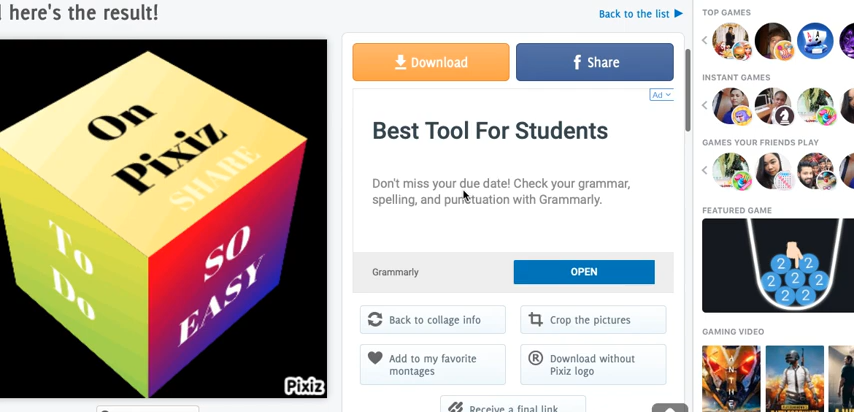 d here's the result!
Back to the list
On
Pixiz
SHARE
To
Do
SO
EASY
Pixiz
Download
Share
Ad
Best Tool For Students
Don't miss your due date! Check your grammar,
spelling, and punctuation with Grammarly.
Grammarly
OPEN
Back to collage info
Crop the pictures
Add to my favorite
montages
Download without
Pixiz logo
Receive a final link
TOP GAMES
INSTANT GAMES
GAMES YOUR FRIENDS PLAY
FEATURED GAME
2 2
2 2 2
2 2
GAMING VIDEO